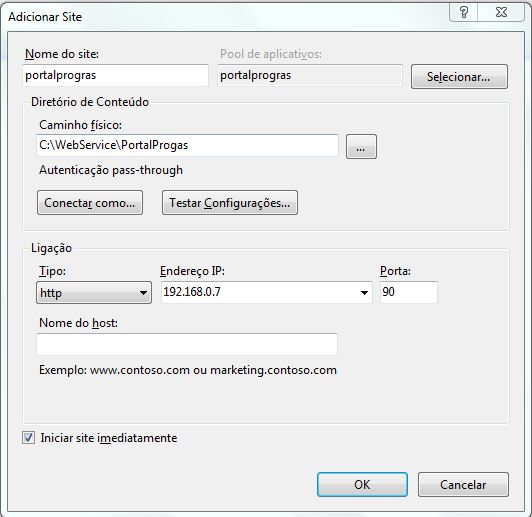 Adicionar Site
Nome do site: Pool de aplicativos:
portalprogras portalprogras Selecionar...
Diretório de Conteúdo
Caminho físico:
C:\WebService\PortalProgas ...
Autenticação pass-through
Conectar como... Testar Configurações...
Ligação
Tipo: Endereço IP: Porta:
http 192.168.0.7 90
Nome do host:
Exemplo: www.contoso.com ou marketing.contoso.com
Iniciar site imediatamente
OK Cancelar